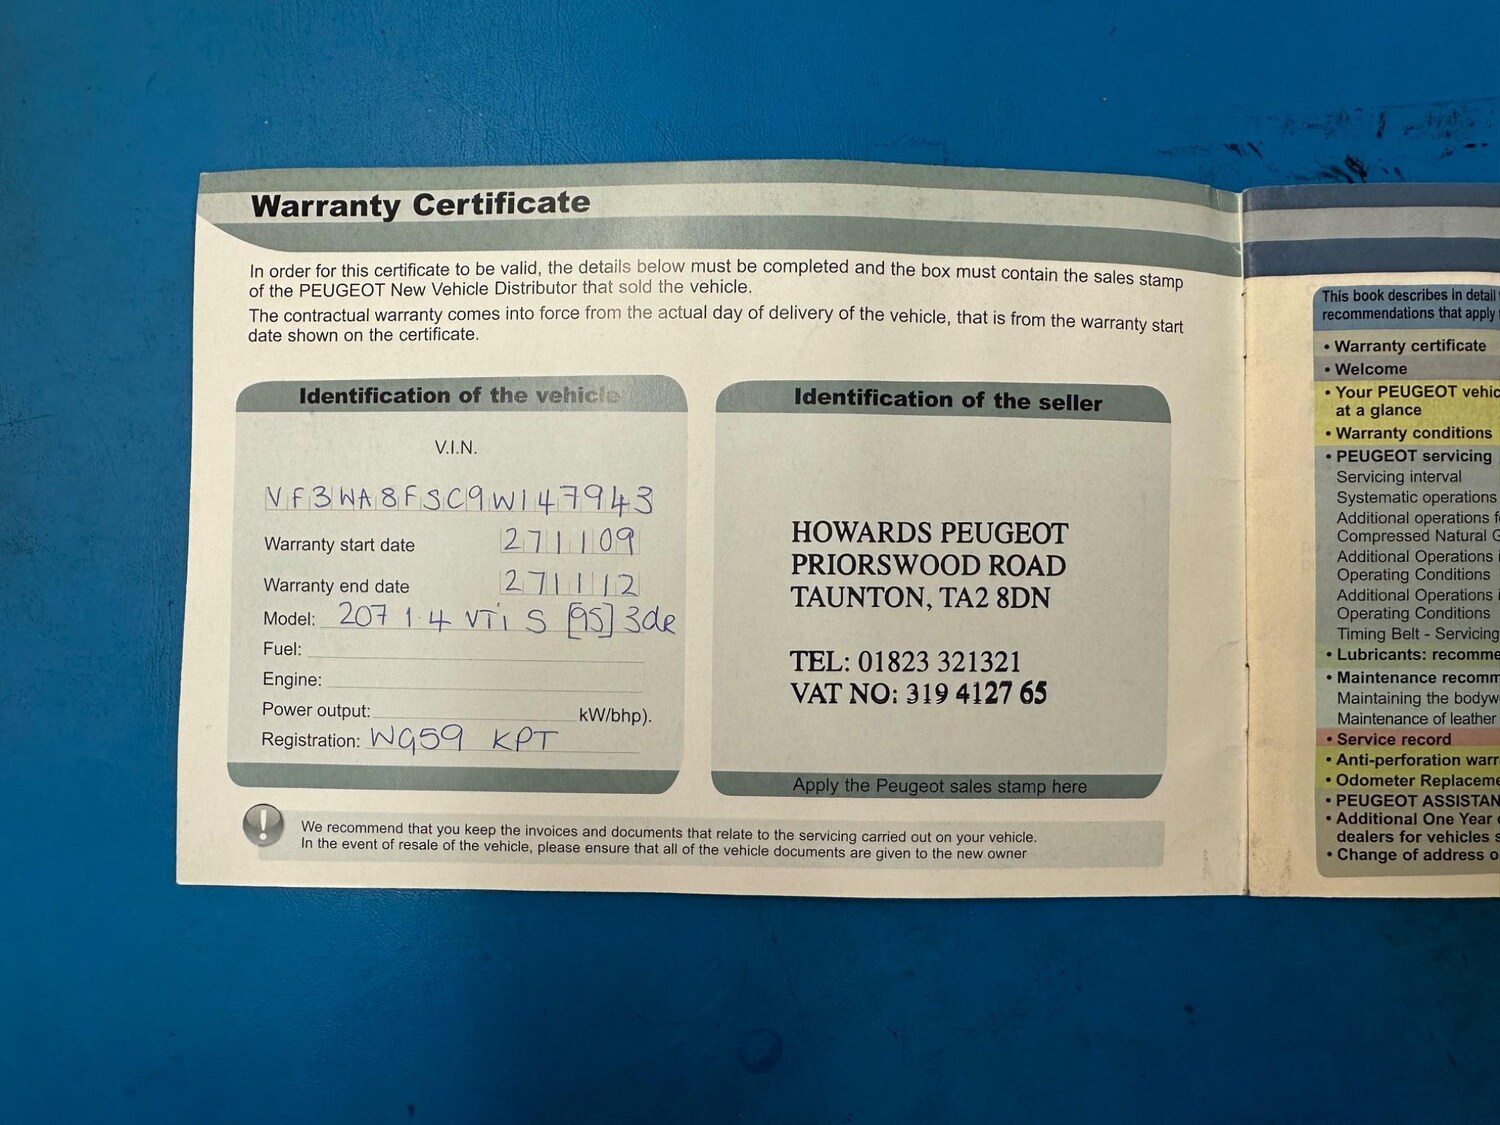 Warranty Certificate
In order for this certificate to be valid, the details below must be completed and the box must contain the sales stamp
of the PEUGEOT New Vehicle Distributor that sold the vehicle.
The contractual warranty comes into force from the actual day of delivery of the vehicle, that is from the warranty start
date shown on the certificate.
Identification of the vehicle
V.I.N.
VF3WA8FSC9W147943
Warranty start date 271109
Warranty end date 271112
Model: 207 1.4 VTi S [95] 3dr
Fuel:
Engine:
Power output: kW/bhp).
Registration: WG59 KPT
Identification of the seller
HOWARDS PEUGEOT
PRIORSWOOD ROAD
TAUNTON, TA2 8DN
TEL: 01823 321321
VAT NO: 319 4127 65
Apply the Peugeot sales stamp here
We recommend that you keep the invoices and documents that relate to the servicing carried out on your vehicle.
In the event of resale of the vehicle, please ensure that all of the vehicle documents are given to the new owner
This book describes in detail
recommendations that apply
• Warranty certificate
• Welcome
• Your PEUGEOT
at a glance
• Warranty conditions
• PEUGEOT servicing
Servicing interval
Systematic operations
Additional operations
Compressed Natural
Additional Operations
Operating Conditions
Additional Operations
Operating Conditions
Timing Belt - Servicing
• Lubricants:
• Maintenance
Maintaining the
Maintenance of leather
• Service record
• Anti-perforation
• Odometer
• PEUGEOT
• Additional One Year
dealers for vehicles
• Change of address